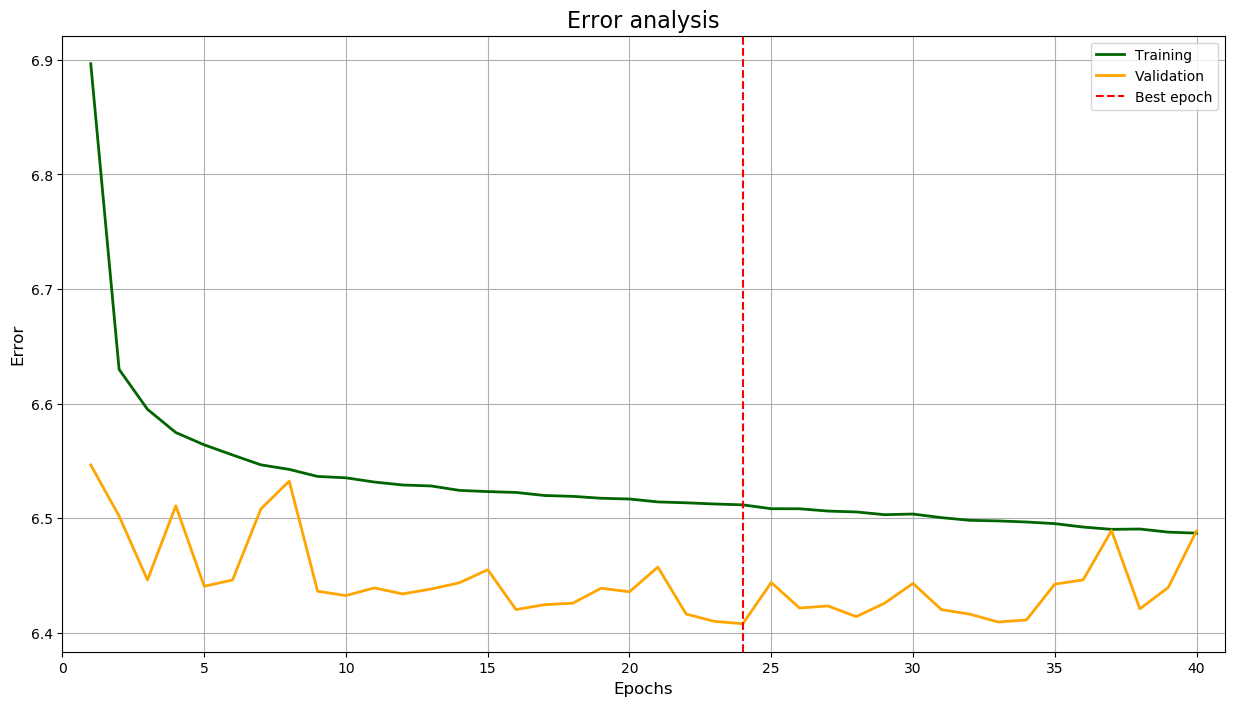 Error analysis
Training
Validation
Best epoch
6.9
6.8
6.7
6.6
6.5
6.4
Error
0 5 10 15 20 25 30 35 40
Epochs